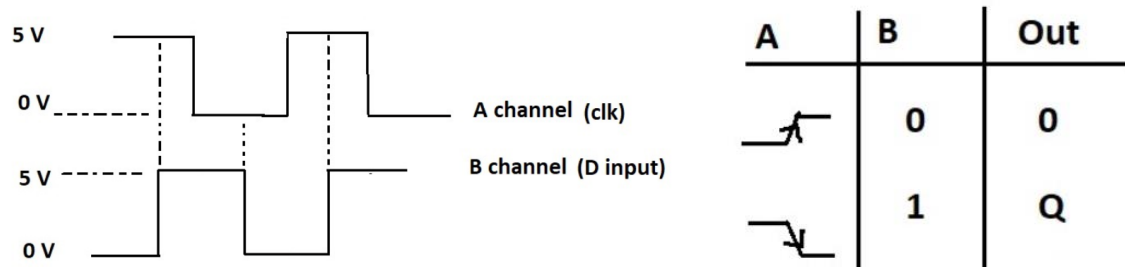 5 V
0 V
A channel (clk)
5 V
B channel (D input)
0 V
A B Out
0 0
1 Q